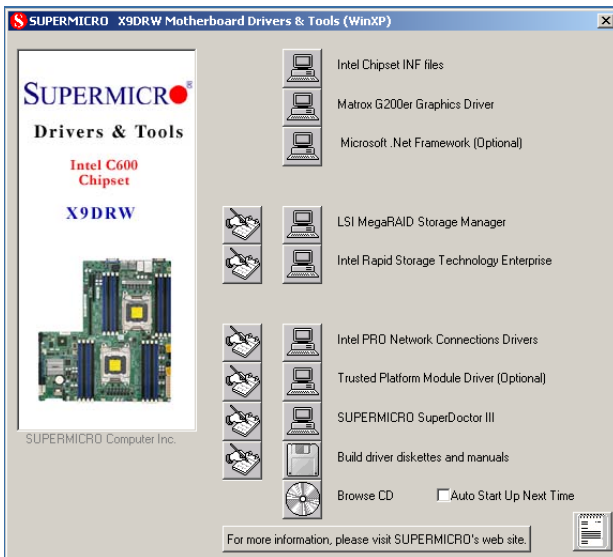 SUPERMICRO X9DRW Motherboard Drivers & Tools (WinXP)
SUPERMICRO®
Drivers & Tools
Intel C600
Chipset
X9DRW
SUPERMICRO Computer Inc.
Intel Chipset INF files
Matrox G200er Graphics Driver
Microsoft .Net Framework (Optional)
LSI MegaRAID Storage Manager
Intel Rapid Storage Technology Enterprise
Intel PRO Network Connections Drivers
Trusted Platform Module Driver (Optional)
SUPERMICRO SuperDoctor III
Build driver diskettes and manuals
Browse CD Auto Start Up Next Time
For more information, please visit SUPERMICRO's web site.